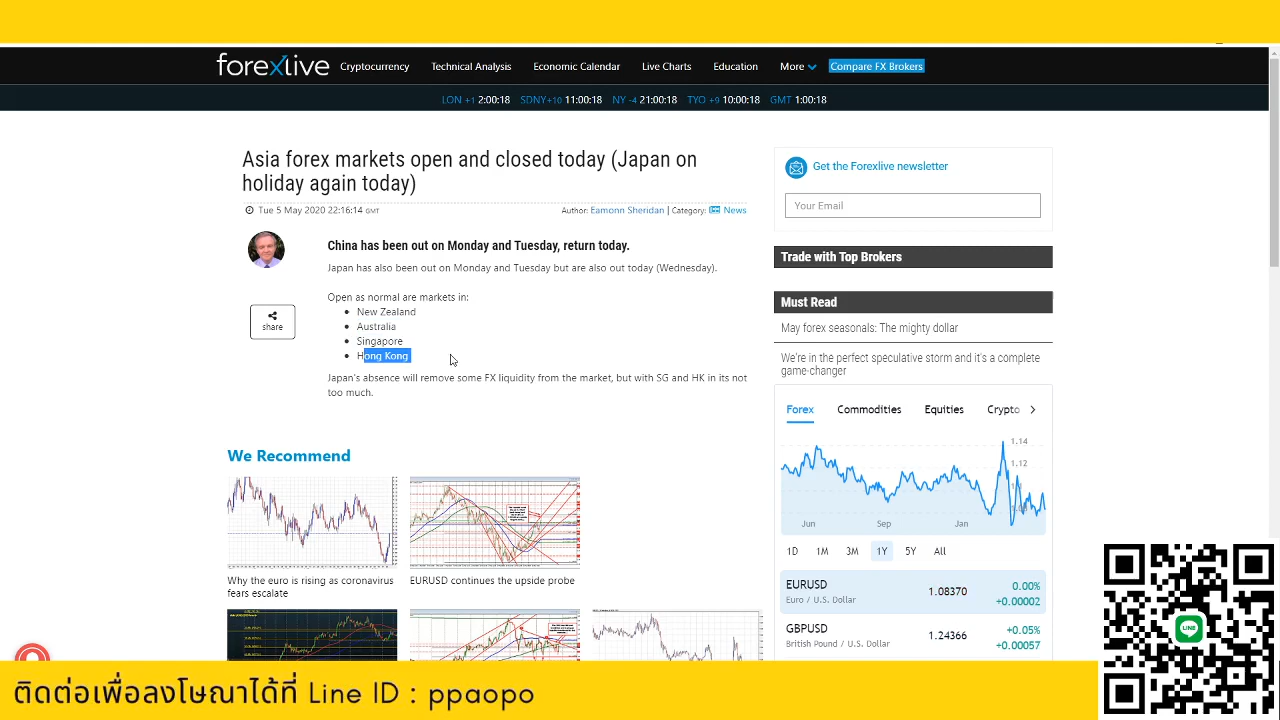 forexlive Cryptocurrency Technical Analysis Economic Calendar Live Charts Education More Compare FX Brokers
LON +1 2:00:18 SDNY+10 11:00:18 NY -4 21:00:18 TYO +9 10:00:18 GMT 1:00:18
Asia forex markets open and closed today (Japan on
holiday again today)
Tue 5 May 2020 22:16:14 GMT
Author: Eamonn Sheridan | Category: News
China has been out on Monday and Tuesday, return today.
Japan has also been out on Monday and Tuesday but are also out today (Wednesday).
share
Open as normal are markets in:
New Zealand
Australia
Singapore
Hong Kong
Japan's absence will remove some FX liquidity from the market, but with SG and HK in its not
too much.
We Recommend
Why the euro is rising as coronavirus
fears escalate
EURUSD continues the upside probe
Get the Forexlive newsletter
Your Email
Trade with Top Brokers
Must Read
May forex seasonals: The mighty dollar
We're in the perfect speculative storm and it's a complete
game-changer
Forex Commodities Equities Crypto
1.14
1.12
Jun Sep Jan
1D 1M 3M 1Y 5Y All
EURUSD
Euro / U.S. Dollar
1.08370
0.00%
+0.00002
GBPUSD
British Pound / U.S. Dollar
1.24366
+0.05%
+0.00057
LINE
ติดต่อเพื่อลงโษณาได้ที่ Line ID : ppaopo